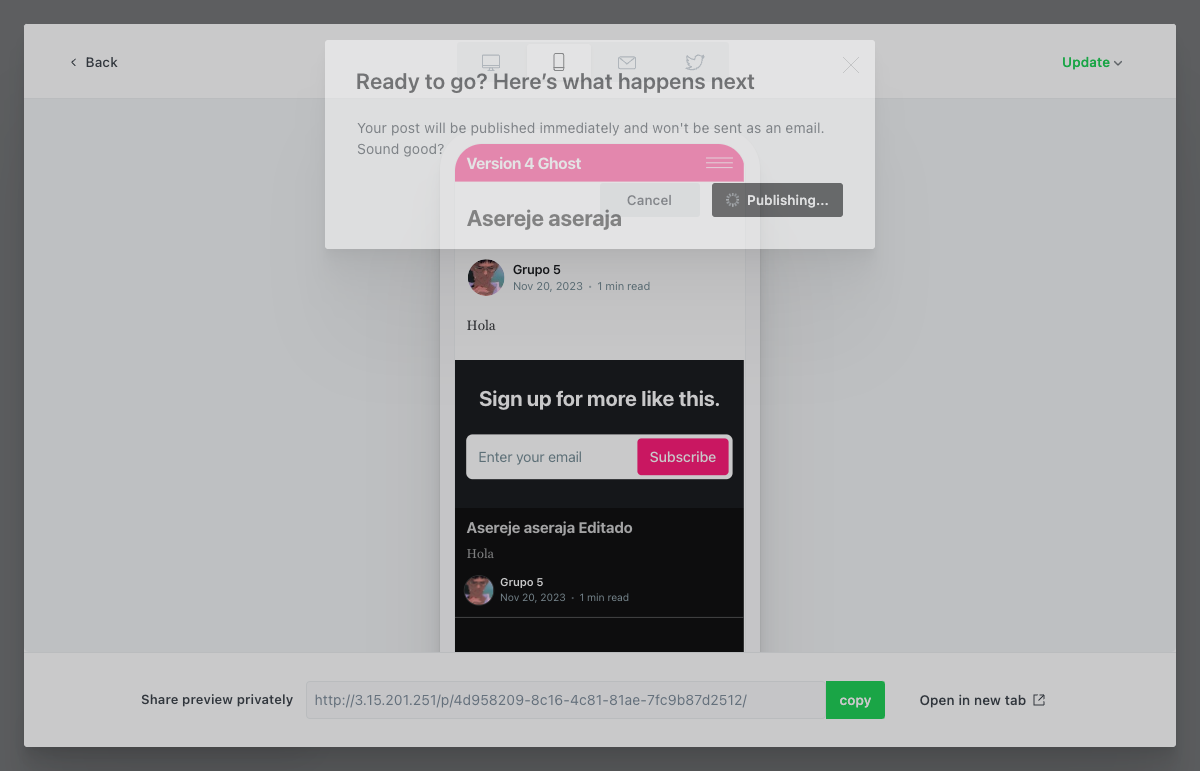 Back
Update
Ready to go? Here’s what happens next
Your post will be published immediately and won't be sent as an email.
Sound good?
Version 4 Ghost
Cancel
Publishing...
Asereje aseraja
Grupo 5
Nov 20, 2023 • 1 min read
Hola
Sign up for more like this.
Enter your email
Subscribe
Asereje aseraja Editado
Hola
Grupo 5
Nov 20, 2023 • 1 min read
Share preview privately
http://3.15.201.251/p/4d958209-8c16-4c81-81ae-7fc9b87d2512/
copy
Open in new tab